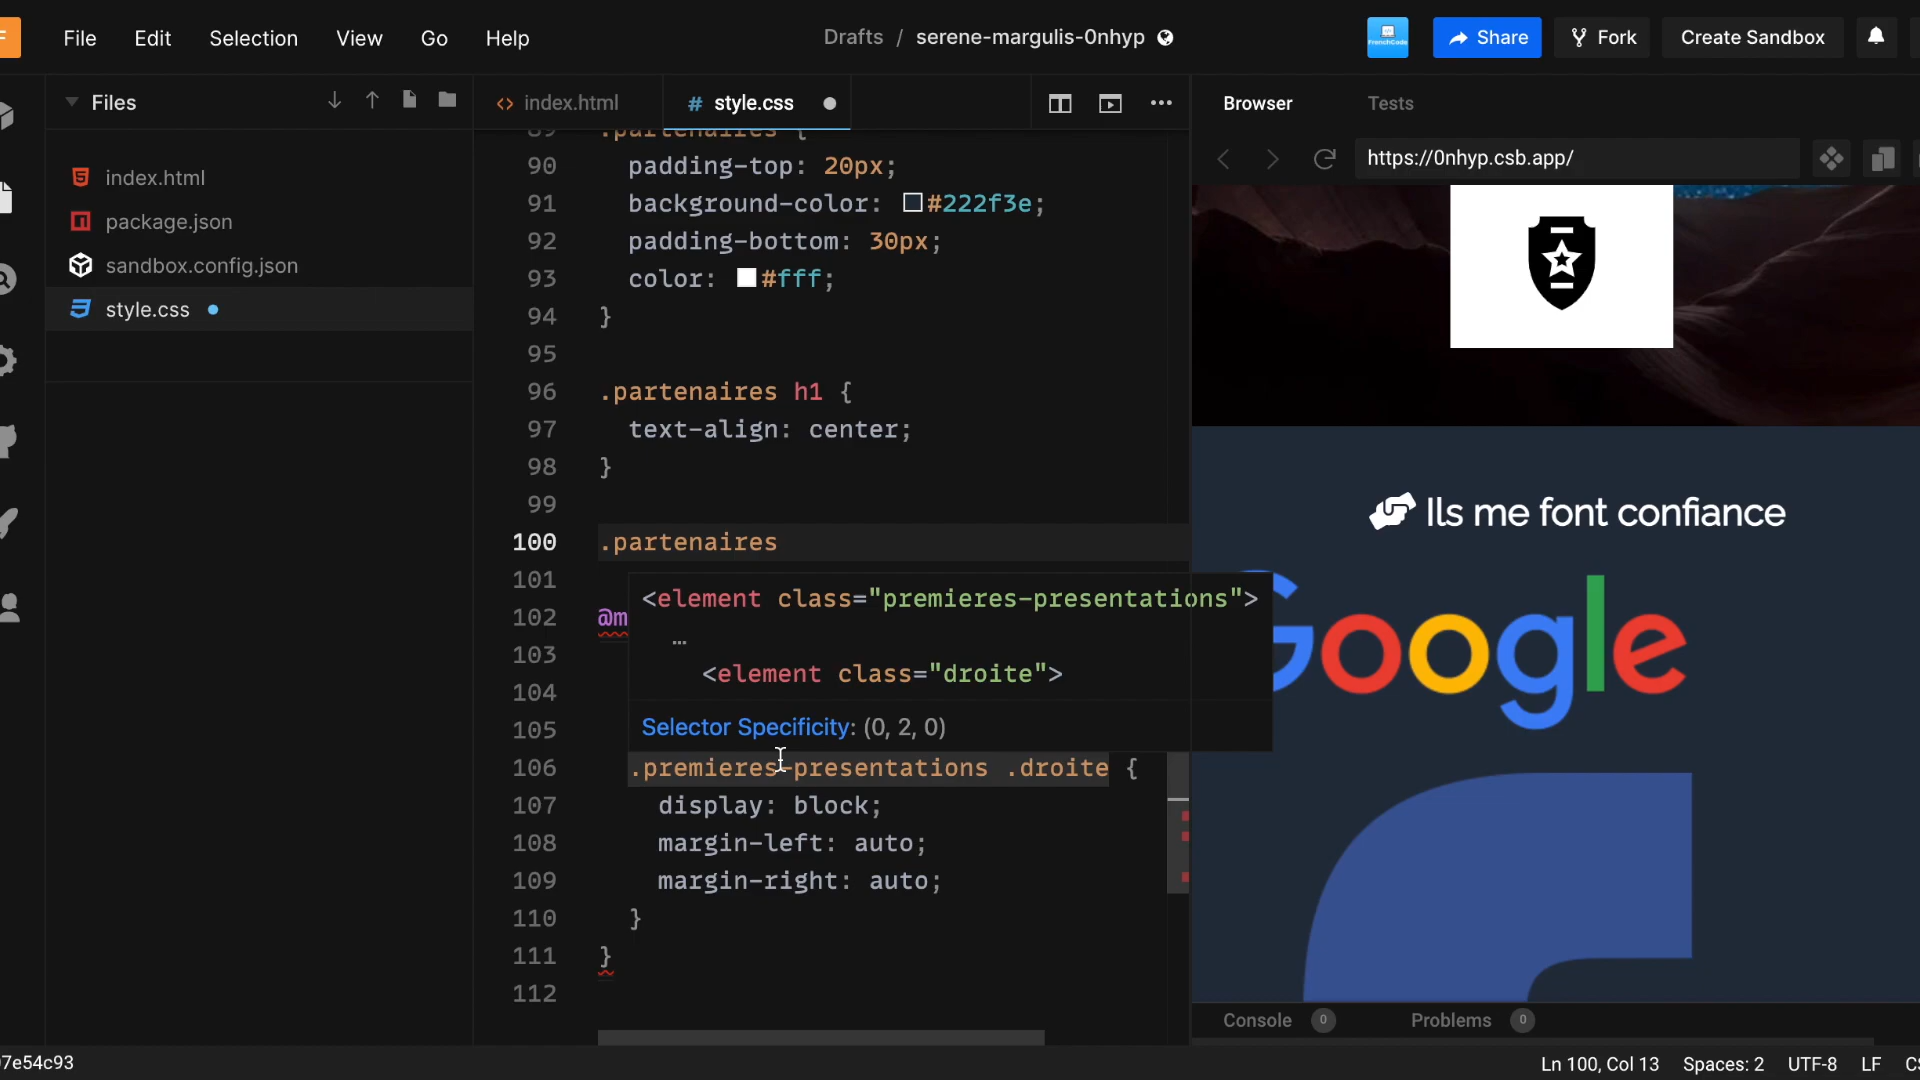 File Edit Selection View Go Help
Drafts / serene-margulis-0nhyp
FrenchCode
Share
Fork
Create Sandbox
Files
index.html
package.json
sandbox.config.json
style.css
<> index.html
# style.css
89 .partenaires {
90 padding-top: 20px;
91 background-color: #222f3e;
92 padding-bottom: 30px;
93 color: #fff;
94 }
95
96 .partenaires h1 {
97 text-align: center;
98 }
99
100 .partenaires
101
102 @m
103
104
105
<element class="premieres-presentations">
…
<element class="droite">
Selector Specificity: (0, 2, 0)
106 .premieres-presentations .droite {
107 display: block;
108 margin-left: auto;
109 margin-right: auto;
110 }
111 }
112
Browser Tests
https://0nhyp.csb.app/
Ils me font confiance
Google
Console 0 Problems 0
7e54c93
Ln 100, Col 13 Spaces: 2 UTF-8 LF